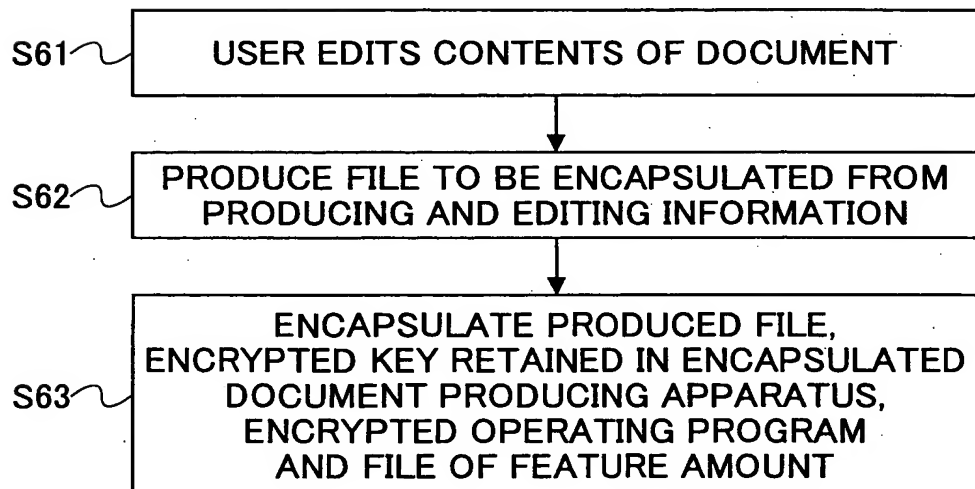 S61
USER EDITS CONTENTS OF DOCUMENT
S62
PRODUCE FILE TO BE ENCAPSULATED FROM
PRODUCING AND EDITING INFORMATION
S63
ENCAPSULATE PRODUCED FILE,
ENCRYPTED KEY RETAINED IN ENCAPSULATED
DOCUMENT PRODUCING APPARATUS,
ENCRYPTED OPERATING PROGRAM
AND FILE OF FEATURE AMOUNT